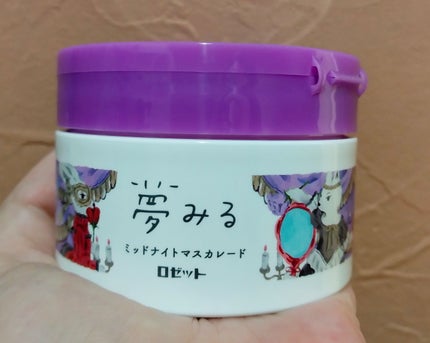 夢みる
ミッドナイトマスカレード
ロゼット